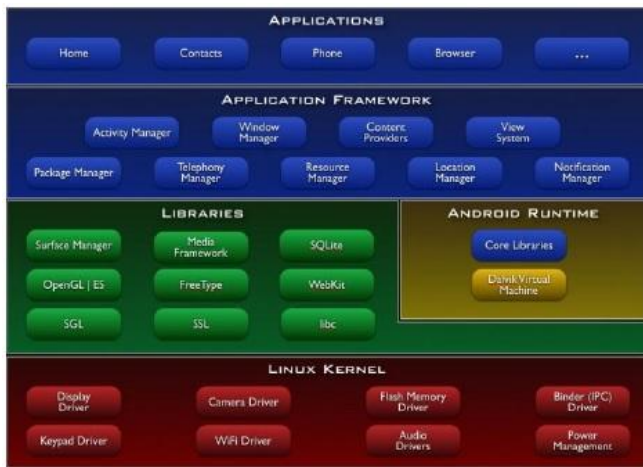 APPLICATIONS
Home Contacts Phone Browser ...
APPLICATION FRAMEWORK
Activity Manager Window Manager Content Providers View System
Package Manager Telephony Manager Resource Manager Location Manager Notification Manager
LIBRARIES
Surface Manager Media Framework SQLite
OpenGL | ES FreeType WebKit
SGL SSL libc
ANDROID RUNTIME
Core Libraries
Dalvik Virtual Machine
LINUX KERNEL
Display Driver Camera Driver Flash Memory Driver Binder (IPC) Driver
Keypad Driver WiFi Driver Audio Drivers Power Management